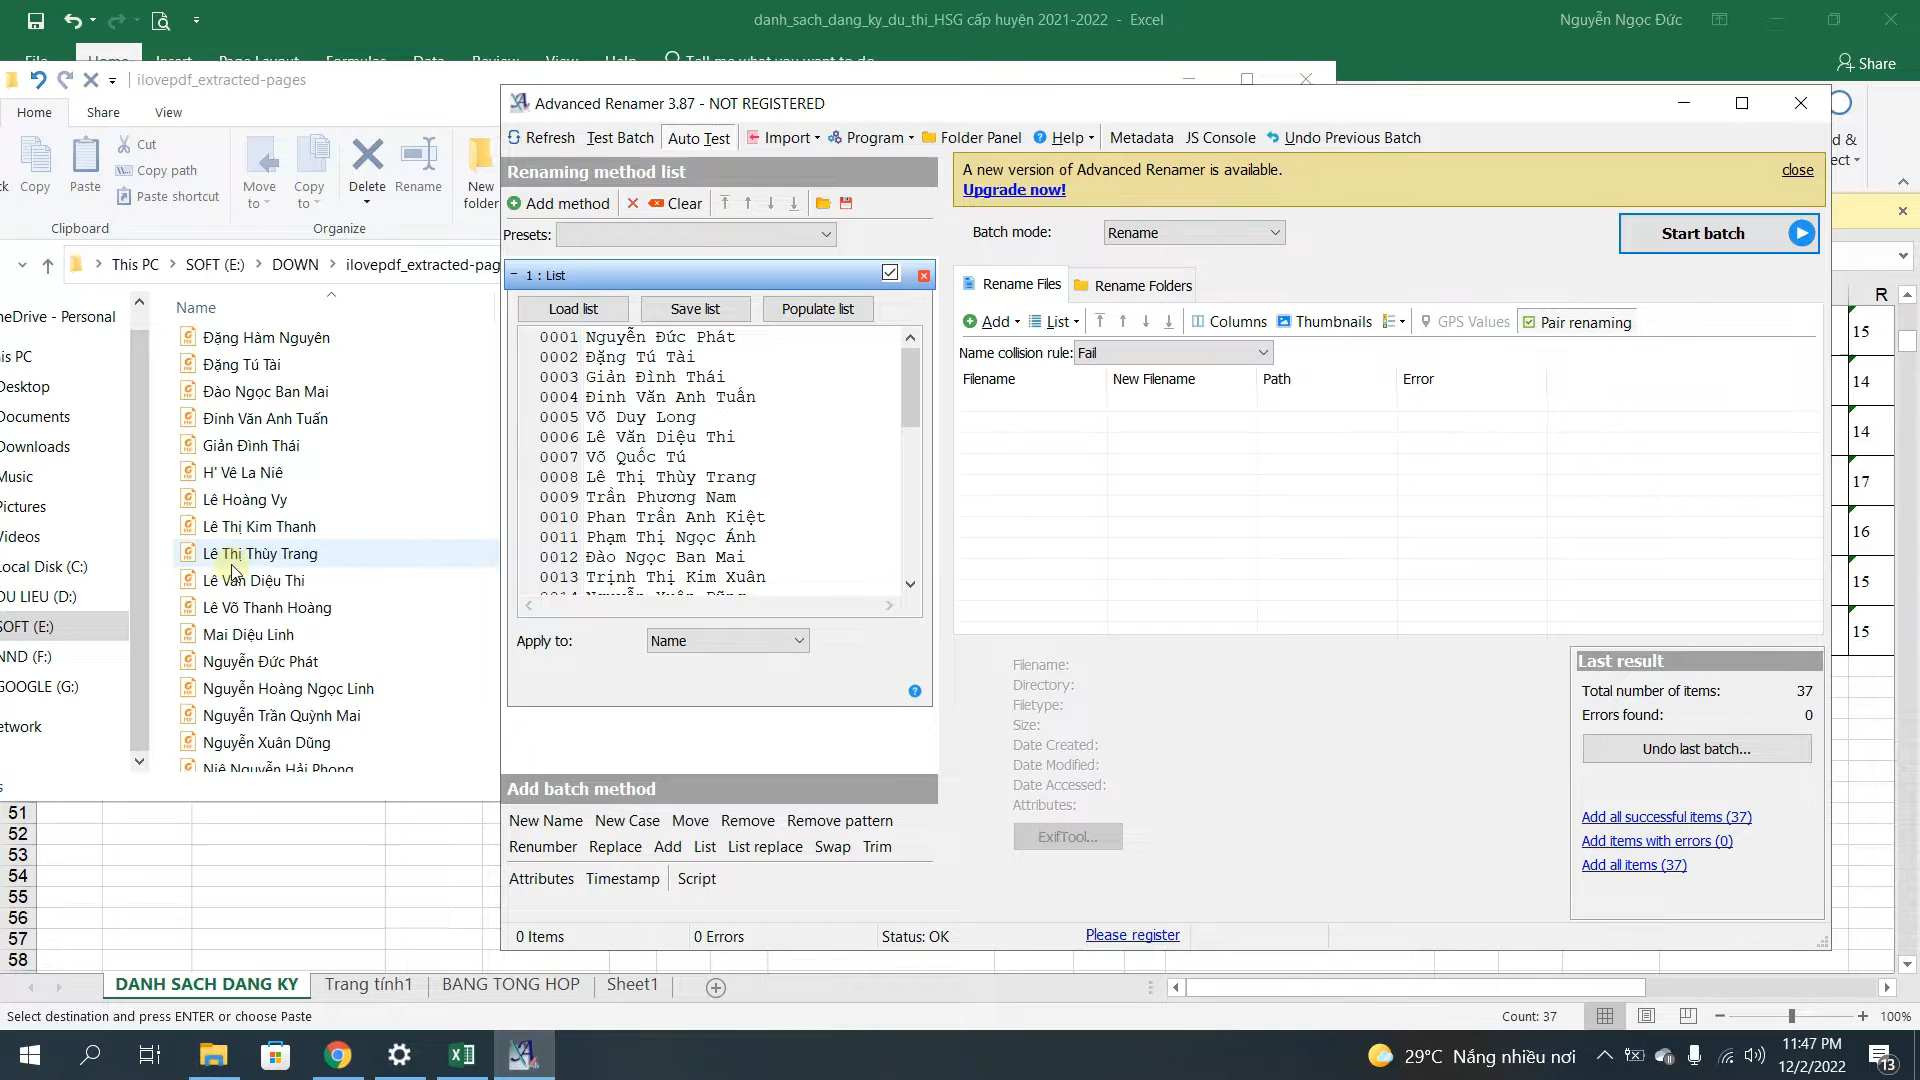 danh_sach_dang_ky_du_thi_HSG cấp huyện 2021-2022 - Excel
Nguyễn Ngọc Đức
Share
ilovepdf_extracted-pages
Home Share View
Copy Paste Cut
Copy path
Paste shortcut
Move to Copy to Delete Rename New folder
Clipboard Organize
This PC > SOFT (E:) > DOWN > ilovepdf_extracted-pag
Name
neDrive - Personal
is PC
Desktop
Documents
Downloads
Music
Pictures
Videos
Local Disk (C:)
DU LIEU (D:)
SOFT (E:)
NND (F:)
GOOGLE (G:)
etwork
Đặng Hàm Nguyên
Đặng Tú Tài
Đào Ngọc Ban Mai
Đinh Văn Anh Tuấn
Giản Đình Thái
H' Vê La Niê
Lê Hoàng Vy
Lê Thị Kim Thanh
Lê Thị Thùy Trang
Lê Văn Diệu Thi
Lê Võ Thanh Hoàng
Mai Diệu Linh
Nguyễn Đức Phát
Nguyễn Hoàng Ngọc Linh
Nguyễn Trần Quỳnh Mai
Nguyễn Xuân Dũng
Niê Nguyễn Hải Phong
Advanced Renamer 3.87 - NOT REGISTERED
Refresh Test Batch Auto Test Import Program Folder Panel Help Metadata JS Console Undo Previous Batch
Renaming method list
Add method Clear
Presets:
1 : List
Load list Save list Populate list
0001 Nguyễn Đức Phát
0002 Đặng Tú Tài
0003 Giản Đình Thái
0004 Đinh Văn Anh Tuấn
0005 Võ Duy Long
0006 Lê Văn Diệu Thi
0007 Võ Quốc Tú
0008 Lê Thị Thùy Trang
0009 Trần Phương Nam
0010 Phan Trần Anh Kiệt
0011 Phạm Thị Ngọc Ánh
0012 Đào Ngọc Ban Mai
0013 Trịnh Thị Kim Xuân
0014 Nguyễn Xuân Dũng
Apply to: Name
Add batch method
New Name New Case Move Remove Remove pattern
Renumber Replace Add List List replace Swap Trim
Attributes Timestamp Script
0 Items 0 Errors Status: OK Please register
A new version of Advanced Renamer is available. close
Upgrade now!
Batch mode: Rename Start batch
Rename Files Rename Folders
Add List Columns Thumbnails GPS Values Pair renaming
Name collision rule: Fail
Filename New Filename Path Error
Filename:
Directory:
Filetype:
Size:
Date Created:
Date Modified:
Date Accessed:
Attributes:
ExifTool...
Last result
Total number of items: 37
Errors found: 0
Undo last batch...
Add all successful items (37)
Add items with errors (0)
Add all items (37)
R
15
14
14
17
16
15
15
51
52
53
54
55
56
57
58
DANH SACH DANG KY Trang tính1 BANG TONG HOP Sheet1
Select destination and press ENTER or choose Paste Count: 37 100%
29°C Nắng nhiều nơi
11:47 PM
12/2/2022
13